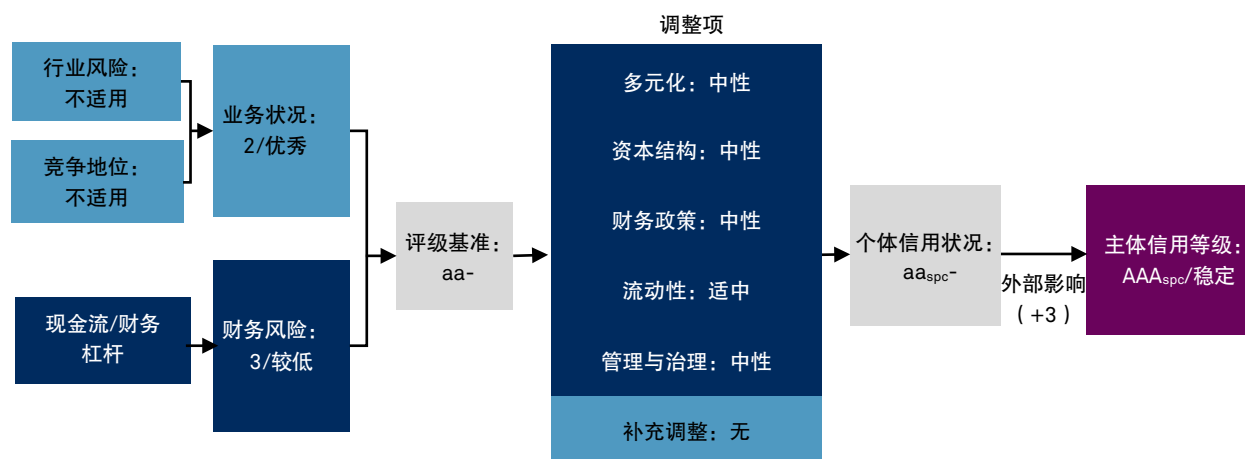 调整项
行业风险：
不适用
竞争地位：
不适用
业务状况：
2/优秀
现金流/财务
杠杆
财务风险：
3/较低
评级基准：
aa-
多元化：中性
资本结构：中性
财务政策：中性
流动性：适中
管理与治理：中性
补充调整：无
个体信用状况：
aaspc-
外部影响
（+3）
主体信用等级：
AAAspc/稳定